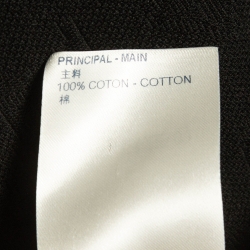 PRINCIPAL - MAIN
主料
100% COTON - COTTON
棉